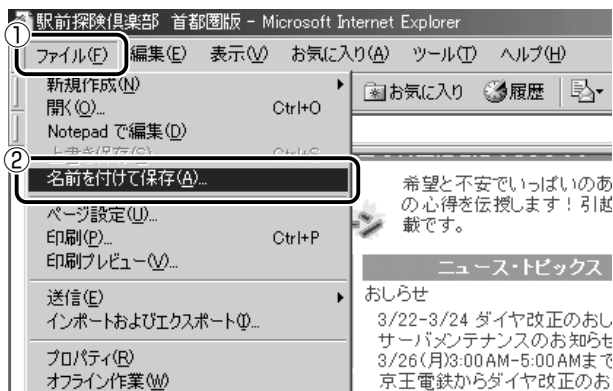 駅前探険倶楽部 首都圏版 - Microsoft Internet Explorer
①
ファイル(F) 編集(E) 表示(V) お気に入り(A) ツール(T) ヘルプ(H)
新規作成(N)
開く(O)... Ctrl+O
Notepad で編集(D)
上書き保存(S) Ctrl+S
②
名前を付けて保存(A)...
ページ設定(U)...
印刷(P)... Ctrl+P
印刷プレビュー(V)...
送信(E)
インポートおよびエクスポート(I)...
プロパティ(R)
オフライン作業(W)
お気に入り 履歴
希望と不安でいっぱいのあ
の心得を伝授します！引越
載です。
ニュース・トピックス
おしらせ
3/22-3/24 ダイヤ改正のおし
サーバメンテナンスのお知らせ
3/26(月)3:00AM-5:00AMまで
京王電鉄からダイヤ改正のお